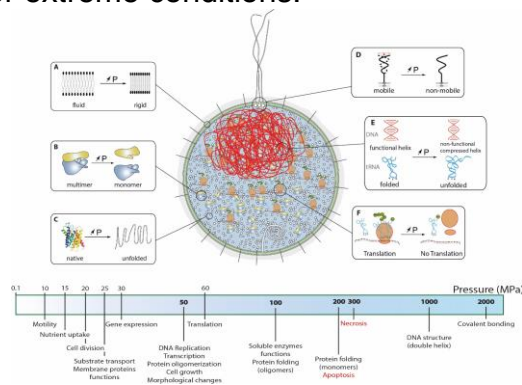 or extreme conditions.
A
P
fluid
rigid
B
P
multimer
monomer
C
P
native
unfolded
D
P
mobile
non-mobile
E
DNA
functional helix
P
non-functional
compressed helix
tRNA
folded
unfolded
F
P
Translation
No Translation
Pressure (MPa)
0.1 10 15 20 25 30 50 60 100 200 300 1000 2000
Motility
Nutrient uptake
Cell division
Substrate transport
Membrane proteins
functions
Gene expression
Translation
DNA Replication
Transcription
Protein oligomerization
Cell growth
Morphological changes
Soluble enzymes
functions
Protein folding
(oligomers)
Necrosis
Protein folding
(monomers)
Apoptosis
DNA structure
(double helix)
Covalent bonding